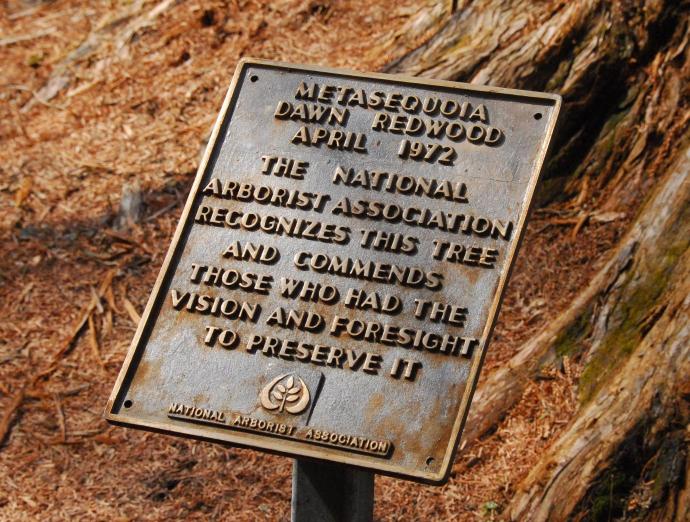 METASEQUOIA
DAWN REDWOOD
APRIL 1972
THE NATIONAL
ARBORIST ASSOCIATION
RECOGNIZES THIS TREE
AND COMMENDS
THOSE WHO HAD THE
VISION AND FORESIGHT
TO PRESERVE IT
NATIONAL ARBORIST ASSOCIATION